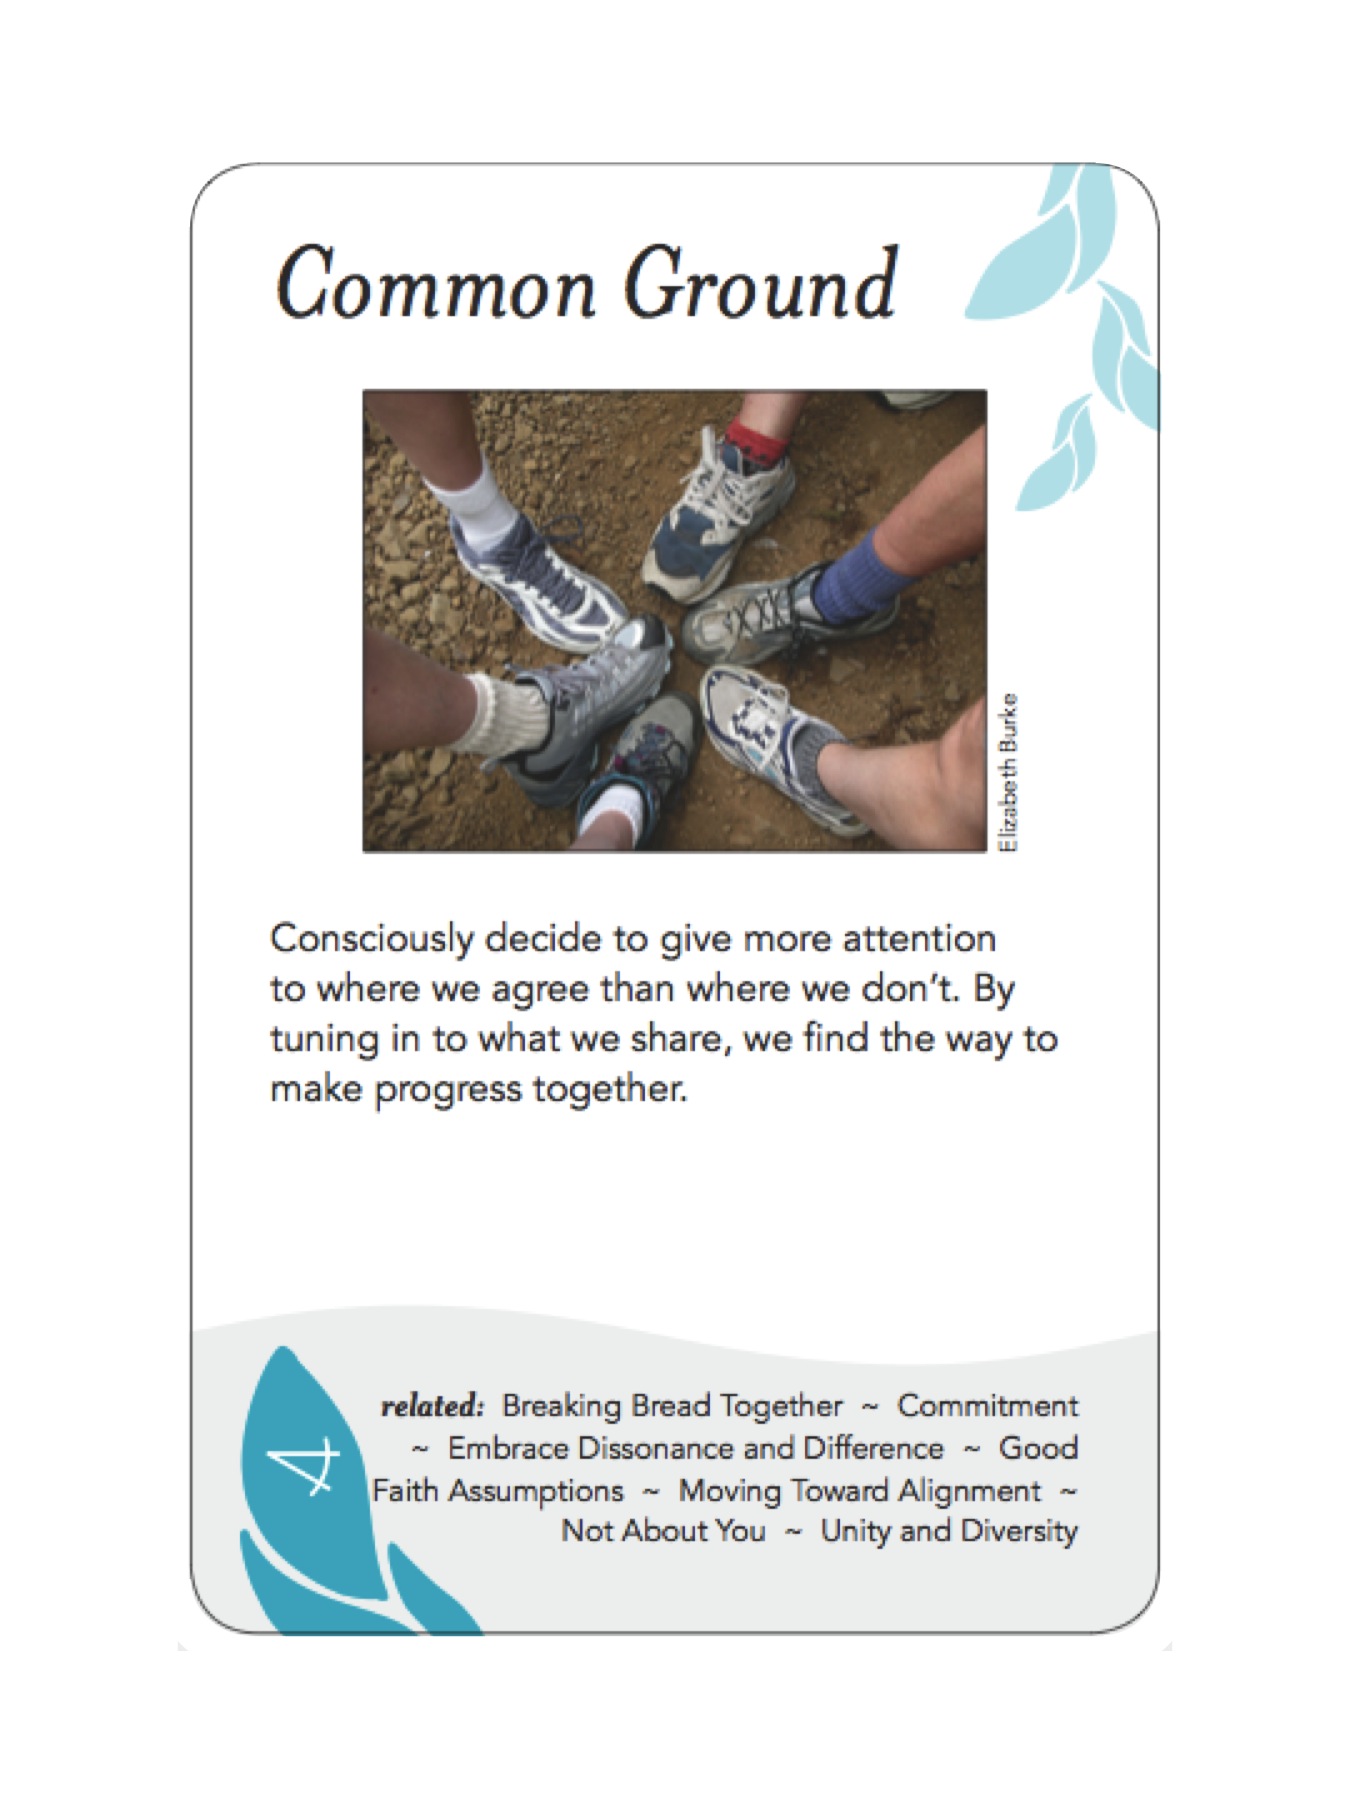 Common Ground
Elizabeth Burke
Consciously decide to give more attention
to where we agree than where we don't. By
tuning in to what we share, we find the way to
make progress together.
related: Breaking Bread Together ~ Commitment
~ Embrace Dissonance and Difference ~ Good
Faith Assumptions ~ Moving Toward Alignment ~
Not About You ~ Unity and Diversity